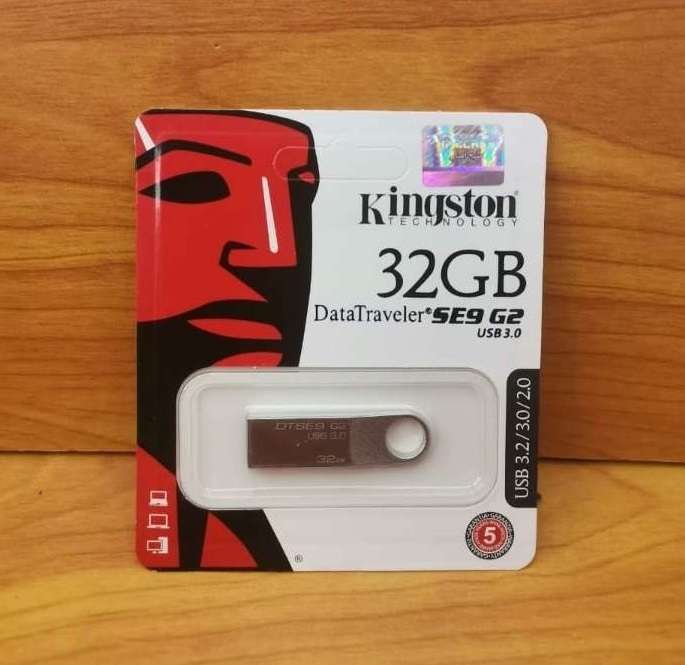 Kingston
TECHNOLOGY
32GB
DataTraveler® SE9 G2
USB 3.0
DTSE9 G2
USB 3.0
32GB
USB 3.2/3.0/2.0
5
®